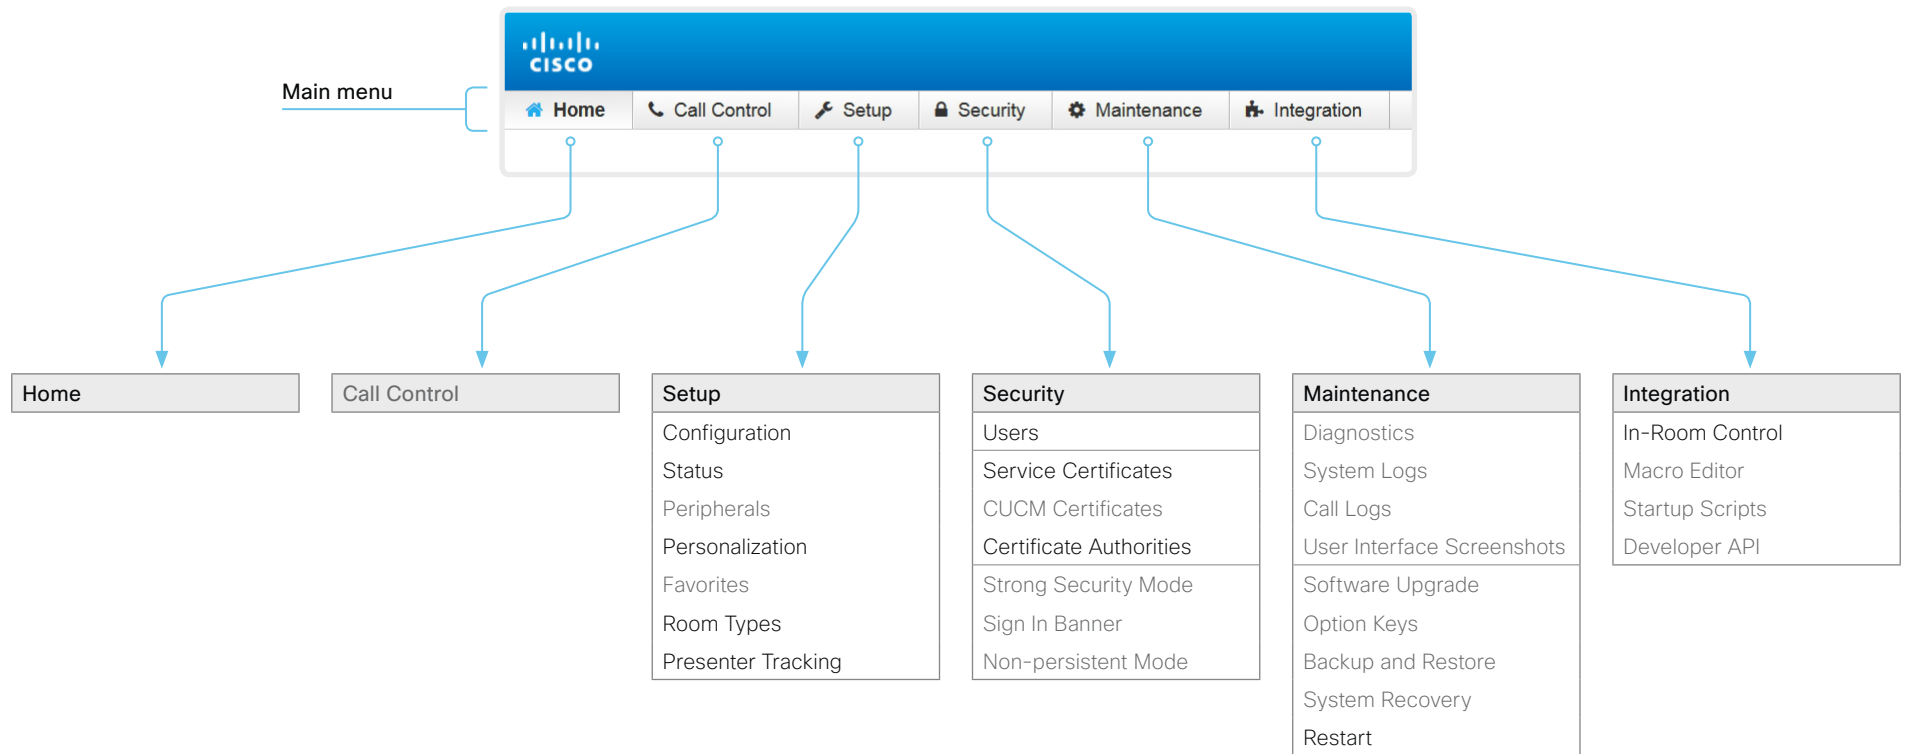 CISCO
Main menu
Home Call Control Setup Security Maintenance Integration
Home
Call Control
Setup
Configuration
Status
Peripherals
Personalization
Favorites
Room Types
Presenter Tracking
Security
Users
Service Certificates
CUCM Certificates
Certificate Authorities
Strong Security Mode
Sign In Banner
Non-persistent Mode
Maintenance
Diagnostics
System Logs
Call Logs
User Interface Screenshots
Software Upgrade
Option Keys
Backup and Restore
System Recovery
Restart
Integration
In-Room Control
Macro Editor
Startup Scripts
Developer API